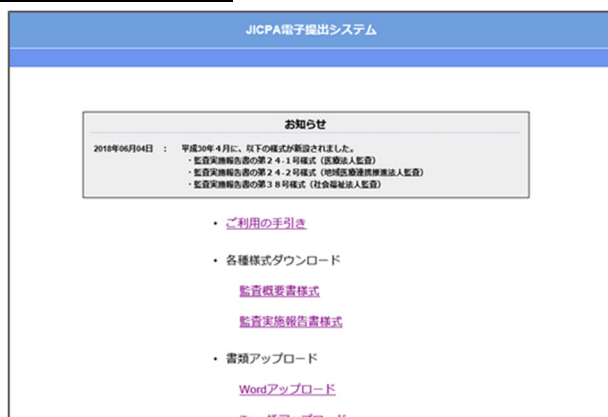 JICPA電子提出システム
お知らせ
2018年06月04日 : 平成30年4月に、以下の様式が新設されました。
・監査実施報告書の第24-1号様式（医療法人監査）
・監査実施報告書の第24-2号様式（地域医療連携推進法人監査）
・監査実施報告書の第38号様式（社会福祉法人監査）
・ ご利用の手引き
・ 各種様式ダウンロード
監査概要書様式
監査実施報告書様式
・ 書類アップロード
Wordアップロード